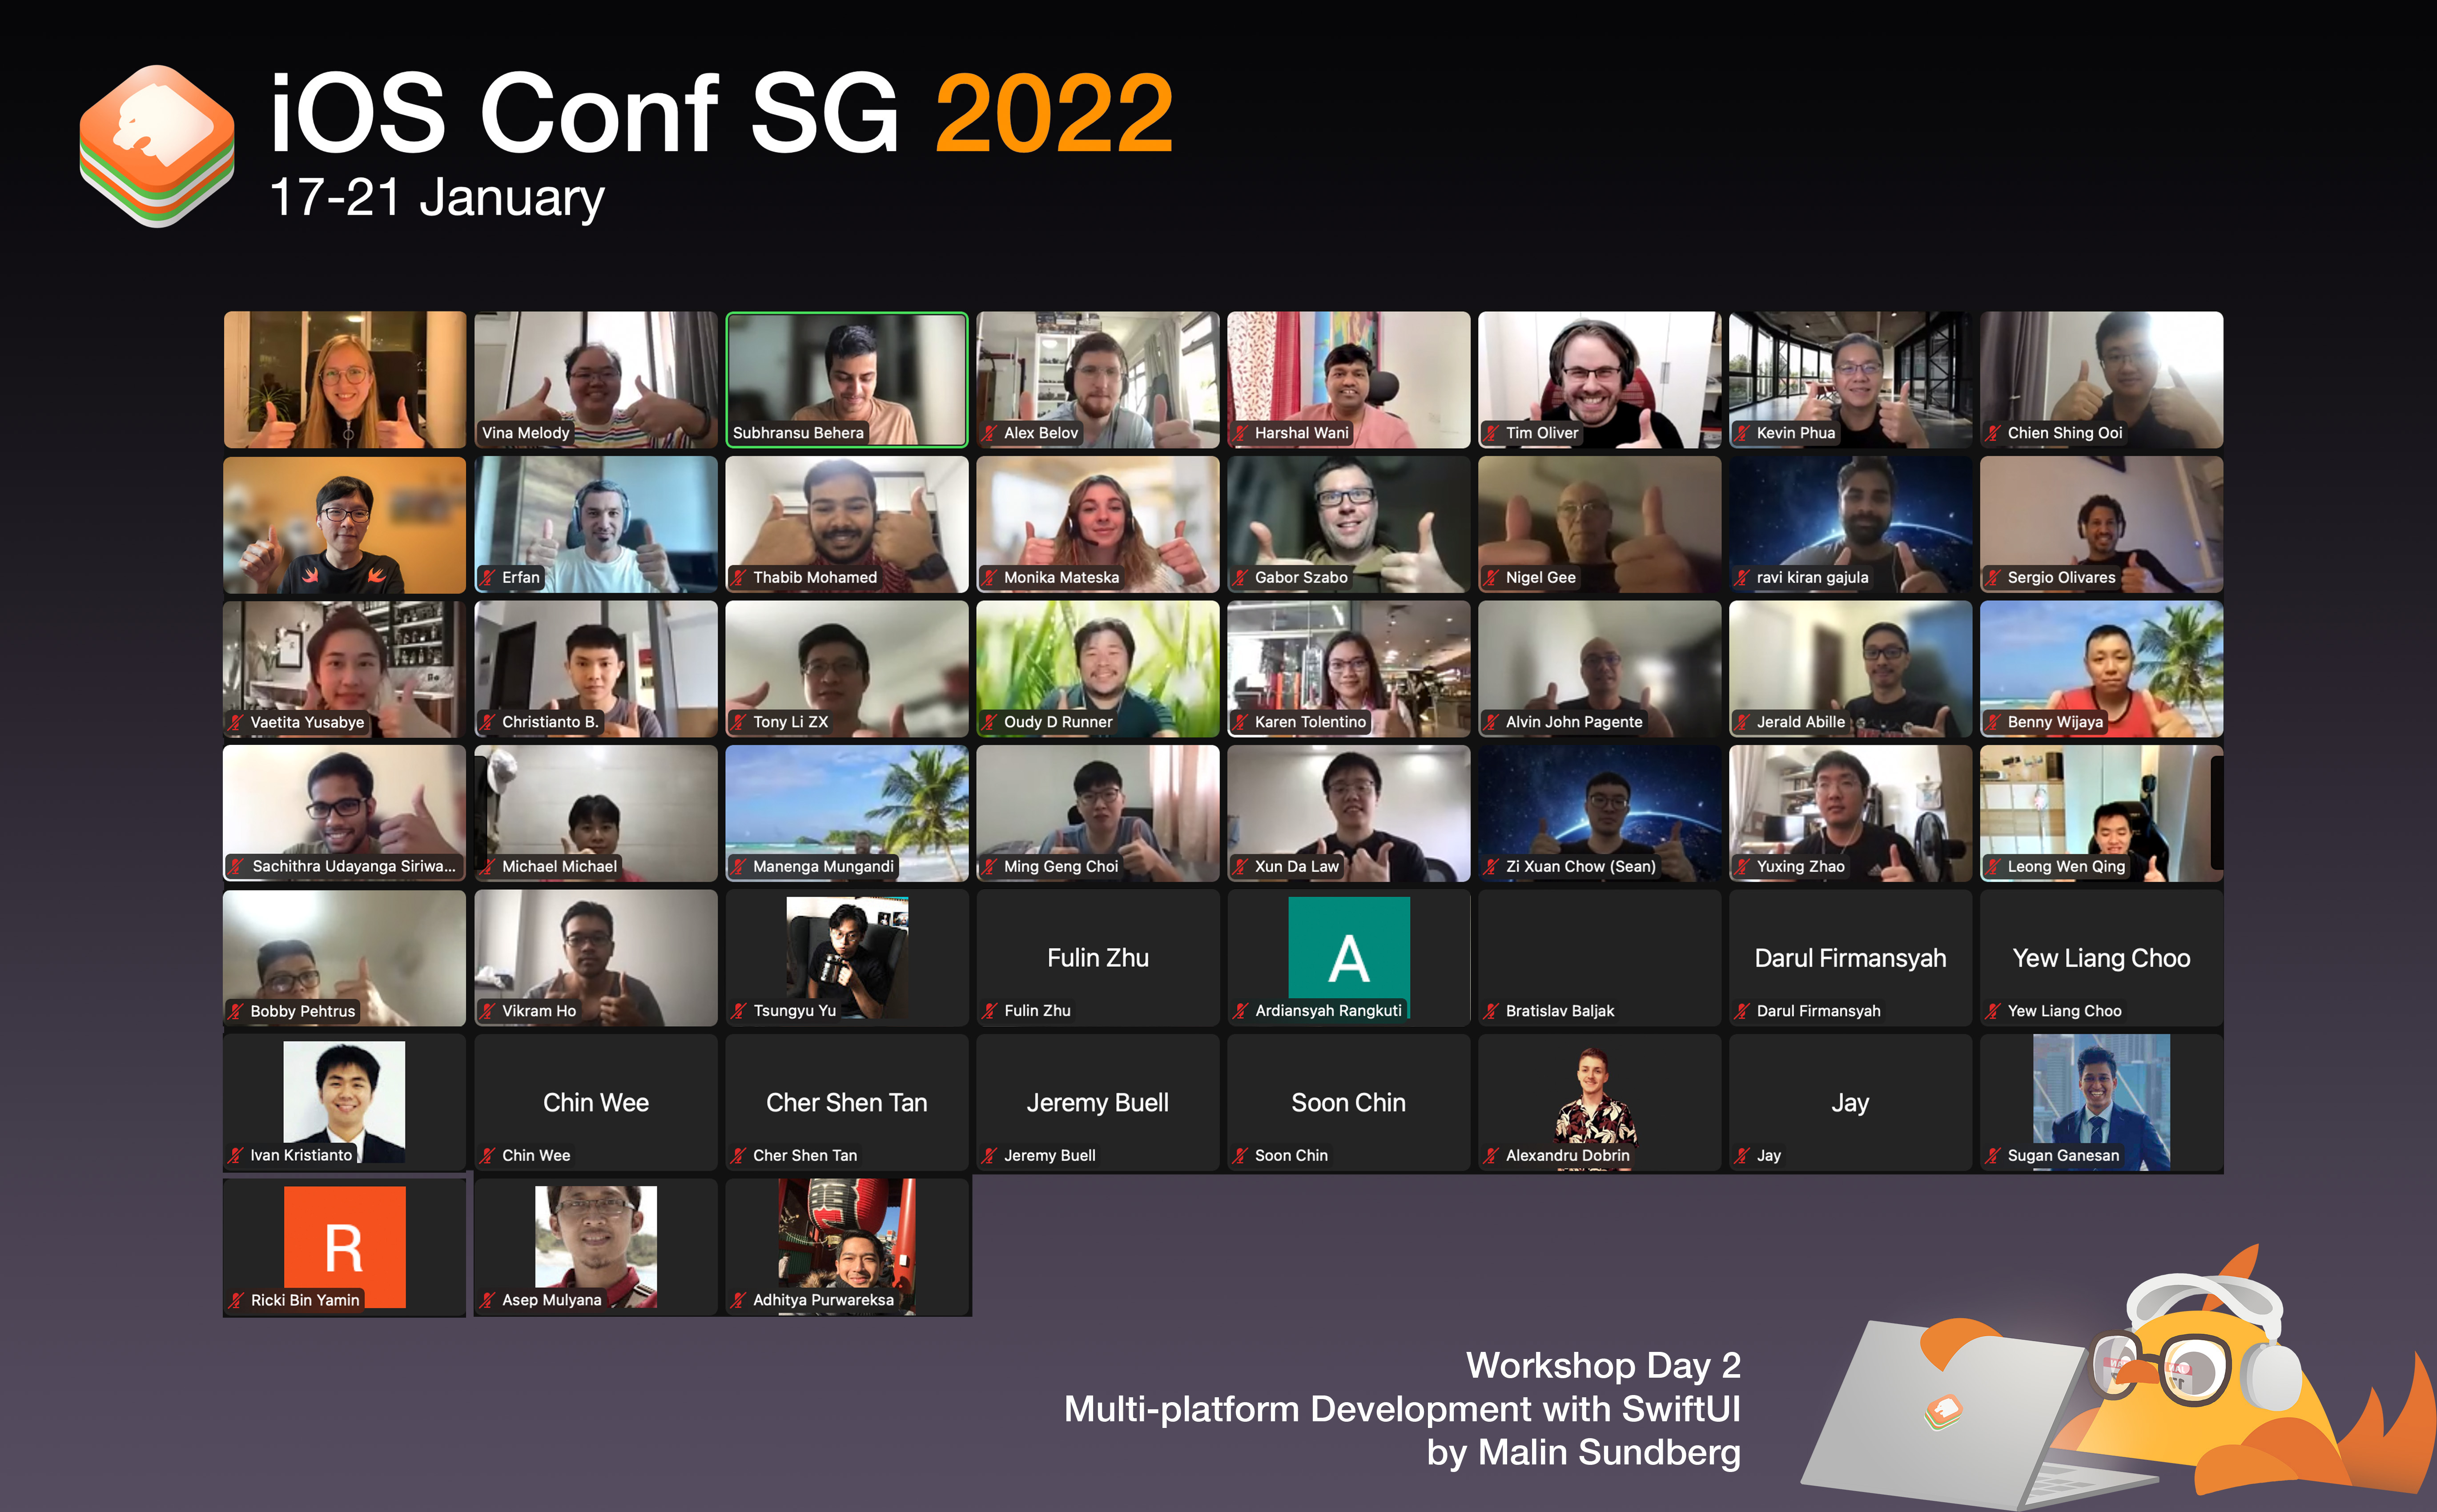 iOS Conf SG 2022
17-21 January
Vina Melody
Subhransu Behera
Alex Belov
Harshal Wani
Tim Oliver
Kevin Phua
Chien Shing Ooi
Erfan
Thabib Mohamed
Monika Mateska
Gabor Szabo
Nigel Gee
ravi kiran gajula
Sergio Olivares
Vaetita Yusabye
Christianto B.
Tony Li ZX
Oudy D Runner
Karen Tolentino
Alvin John Pagente
Jerald Abille
Benny Wijaya
Sachithra Udayanga Siriwa...
Michael Michael
Manenga Mungandi
Ming Geng Choi
Xun Da Law
Zi Xuan Chow (Sean)
Yuxing Zhao
Leong Wen Qing
Bobby Pehtrus
Vikram Ho
Tsungyu Yu
Fulin Zhu
Fulin Zhu
A
Ardiansyah Rangkuti
Bratislav Baljak
Darul Firmansyah
Darul Firmansyah
Yew Liang Choo
Yew Liang Choo
Ivan Kristianto
Chin Wee
Chin Wee
Cher Shen Tan
Cher Shen Tan
Jeremy Buell
Jeremy Buell
Soon Chin
Soon Chin
Alexandru Dobrin
Jay
Jay
Sugan Ganesan
R
Ricki Bin Yamin
Asep Mulyana
Adhitya Purwareksa
Workshop Day 2
Multi-platform Development with SwiftUI
by Malin Sundberg